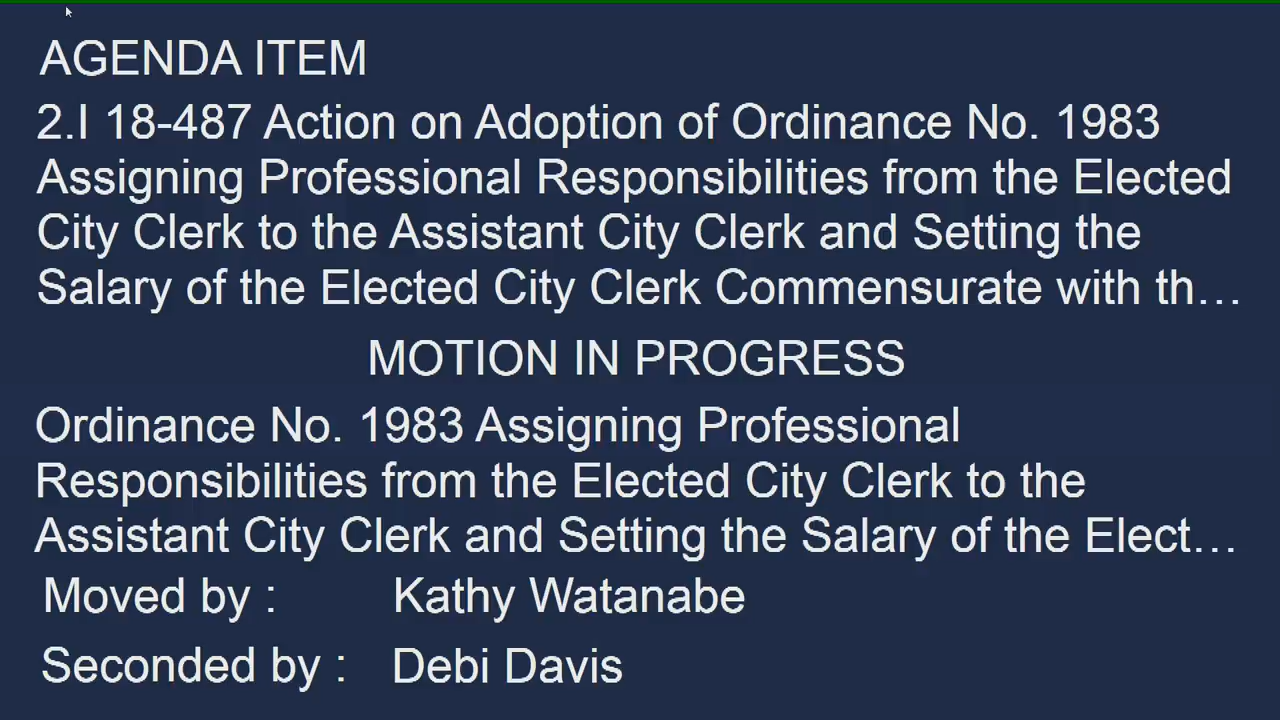 AGENDA ITEM
2.I 18-487 Action on Adoption of Ordinance No. 1983
Assigning Professional Responsibilities from the Elected
City Clerk to the Assistant City Clerk and Setting the
Salary of the Elected City Clerk Commensurate with th…
MOTION IN PROGRESS
Ordinance No. 1983 Assigning Professional
Responsibilities from the Elected City Clerk to the
Assistant City Clerk and Setting the Salary of the Elect…
Moved by : Kathy Watanabe
Seconded by : Debi Davis